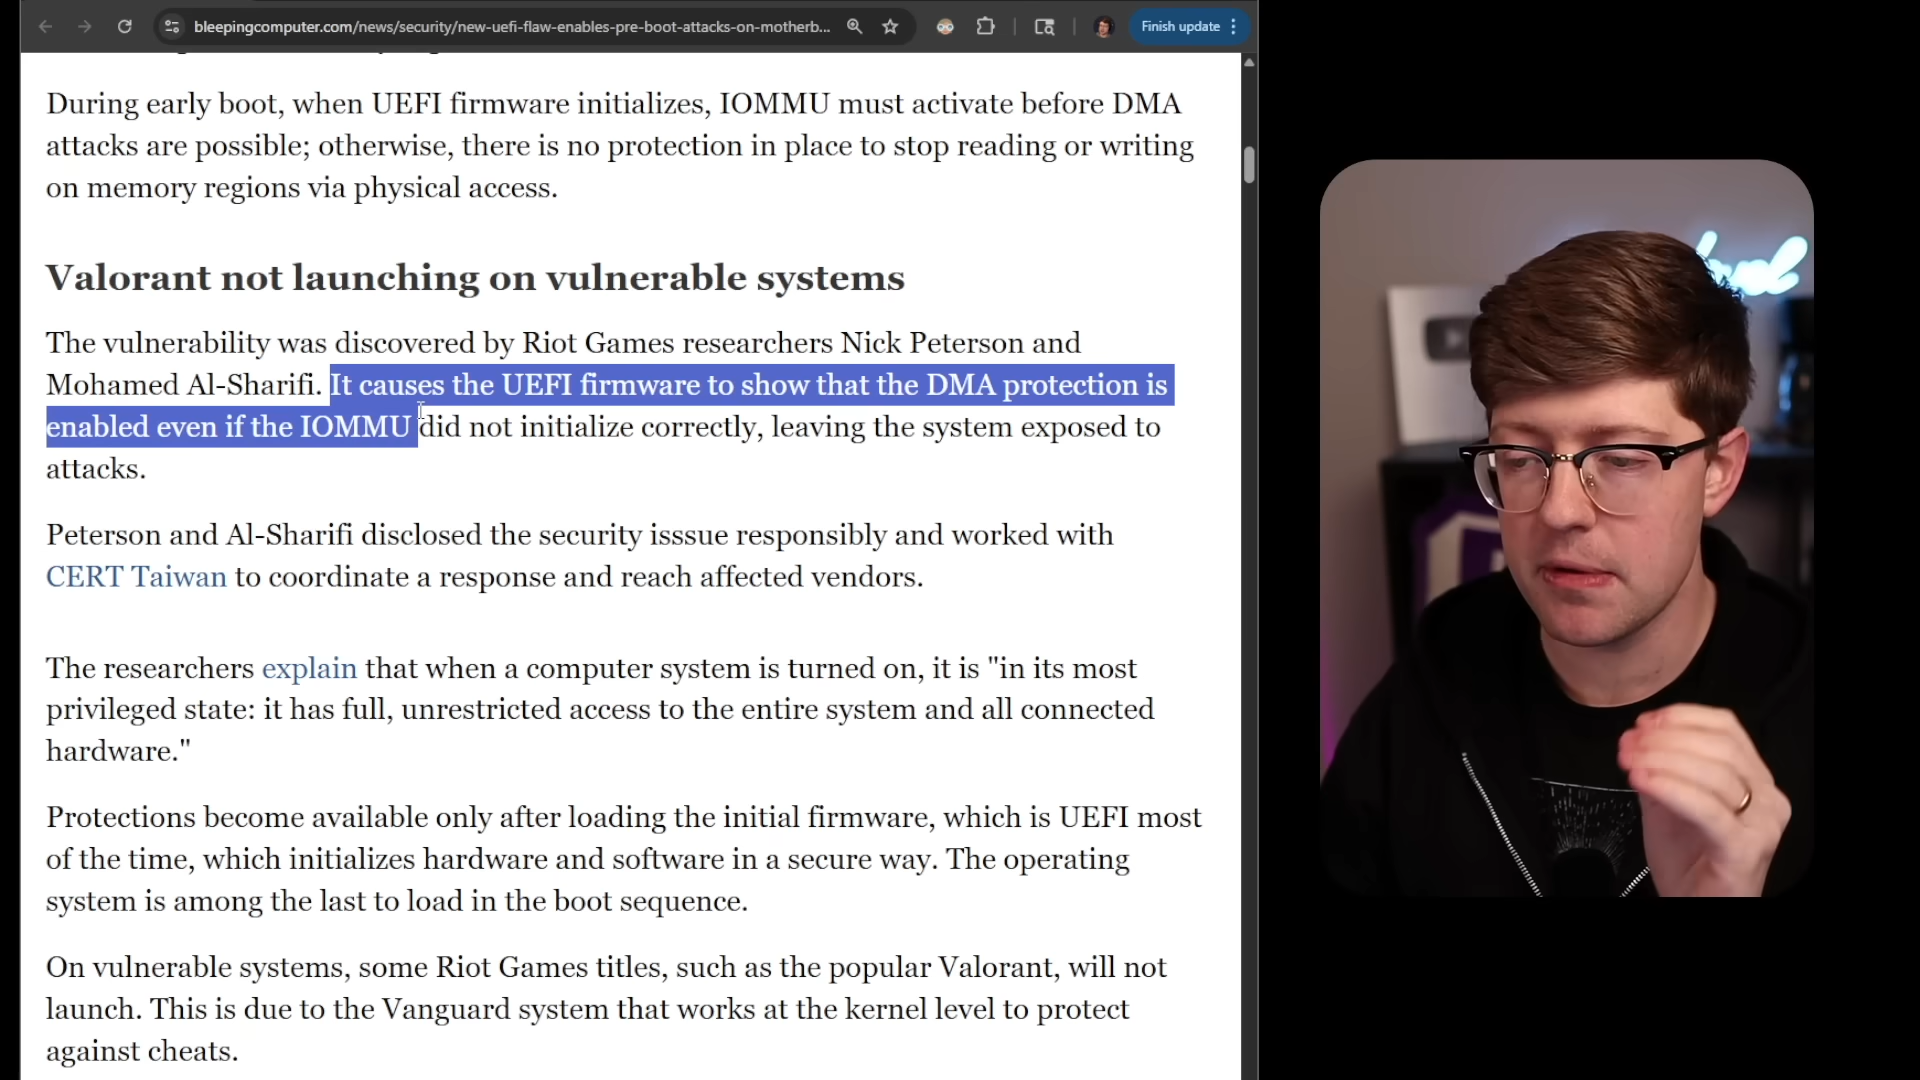 bleepingcomputer.com/news/security/new-uefi-flaw-enables-pre-boot-attacks-on-motherb...
Finish update
During early boot, when UEFI firmware initializes, IOMMU must activate before DMA
attacks are possible; otherwise, there is no protection in place to stop reading or writing
on memory regions via physical access.
Valorant not launching on vulnerable systems
The vulnerability was discovered by Riot Games researchers Nick Peterson and
Mohamed Al-Sharifi. It causes the UEFI firmware to show that the DMA protection is
enabled even if the IOMMU did not initialize correctly, leaving the system exposed to
attacks.
Peterson and Al-Sharifi disclosed the security isssue responsibly and worked with
CERT Taiwan to coordinate a response and reach affected vendors.
The researchers explain that when a computer system is turned on, it is "in its most
privileged state: it has full, unrestricted access to the entire system and all connected
hardware."
Protections become available only after loading the initial firmware, which is UEFI most
of the time, which initializes hardware and software in a secure way. The operating
system is among the last to load in the boot sequence.
On vulnerable systems, some Riot Games titles, such as the popular Valorant, will not
launch. This is due to the Vanguard system that works at the kernel level to protect
against cheats.